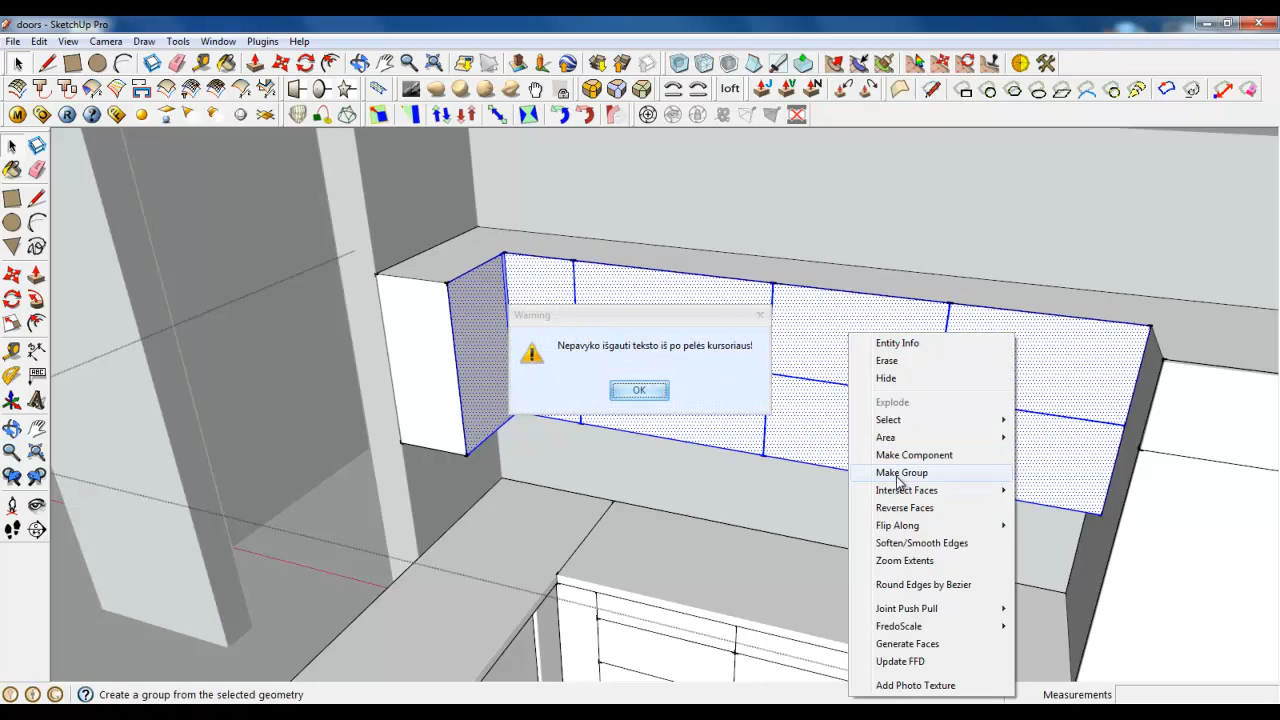 doors - SketchUp Pro
File Edit View Camera Draw Tools Window Plugins Help
loft
M Q R ?
Warning
Nepavyko išgauti teksto iš po pelės kursoriaus!
OK
Entity Info
Erase
Hide
Explode
Select
Area
Make Component
Make Group
Intersect Faces
Reverse Faces
Flip Along
Soften/Smooth Edges
Zoom Extents
Round Edges by Bezier
Joint Push Pull
FredoScale
Generate Faces
Update FFD
Add Photo Texture
Create a group from the selected geometry
Measurements